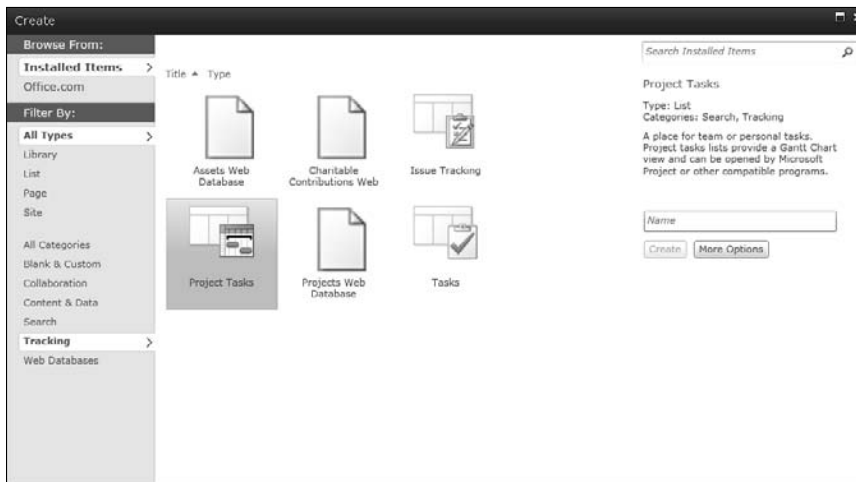 Create
Browse From:
Installed Items
Office.com
Filter By:
All Types
Library
List
Page
Site
All Categories
Blank & Custom
Collaboration
Content & Data
Search
Tracking
Web Databases
Title Type
Assets Web
Database
Charitable
Contributions Web
Issue Tracking
Project Tasks
Projects Web
Database
Tasks
Search Installed Items
Project Tasks
Type: List
Categories: Search, Tracking
A place for team or personal tasks.
Project tasks lists provide a Gantt Chart
view and can be opened by Microsoft
Project or other compatible programs.
Name
Create More Options